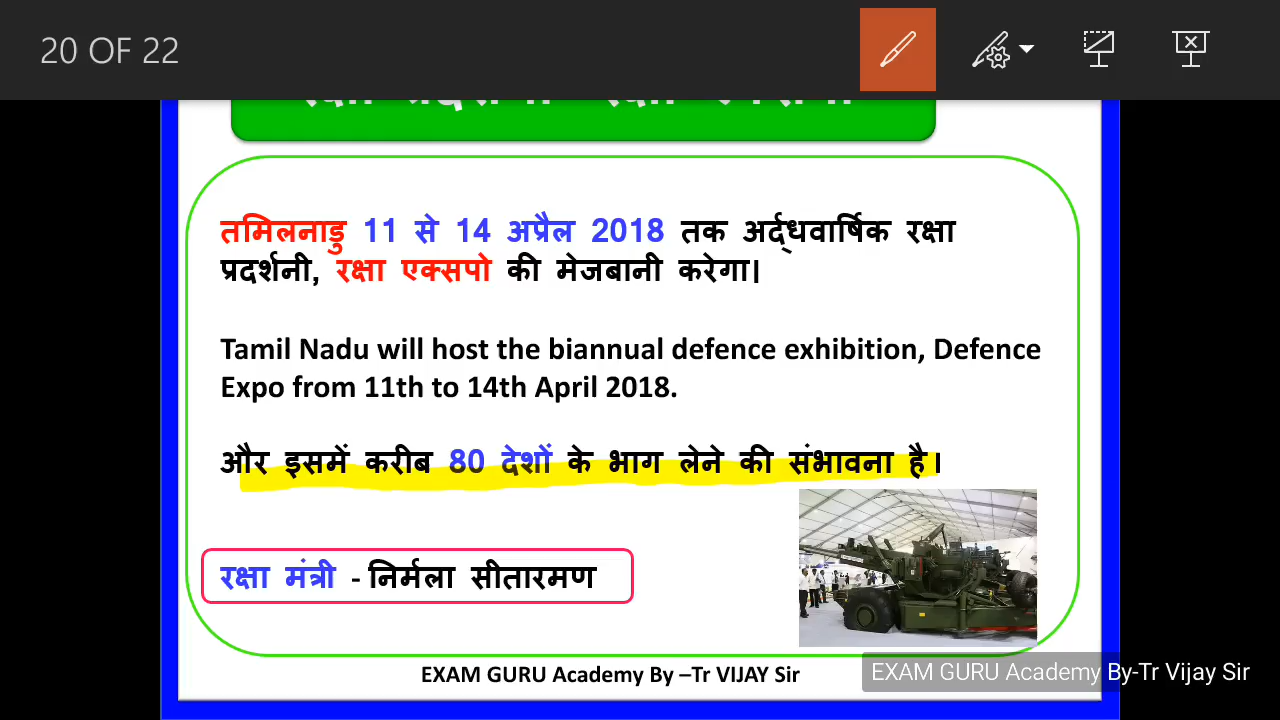 20 OF 22
तमिलनाडु 11 से 14 अप्रैल 2018 तक अर्द्धवार्षिक रक्षा
प्रदर्शनी, रक्षा एक्सपो की मेजबानी करेगा।
Tamil Nadu will host the biannual defence exhibition, Defence
Expo from 11th to 14th April 2018.
और इसमें करीब 80 देशों के भाग लेने की संभावना है।
रक्षा मंत्री - निर्मला सीतारमण
EXAM GURU Academy By –Tr VIJAY Sir
EXAM GURU Academy By-Tr Vijay Sir